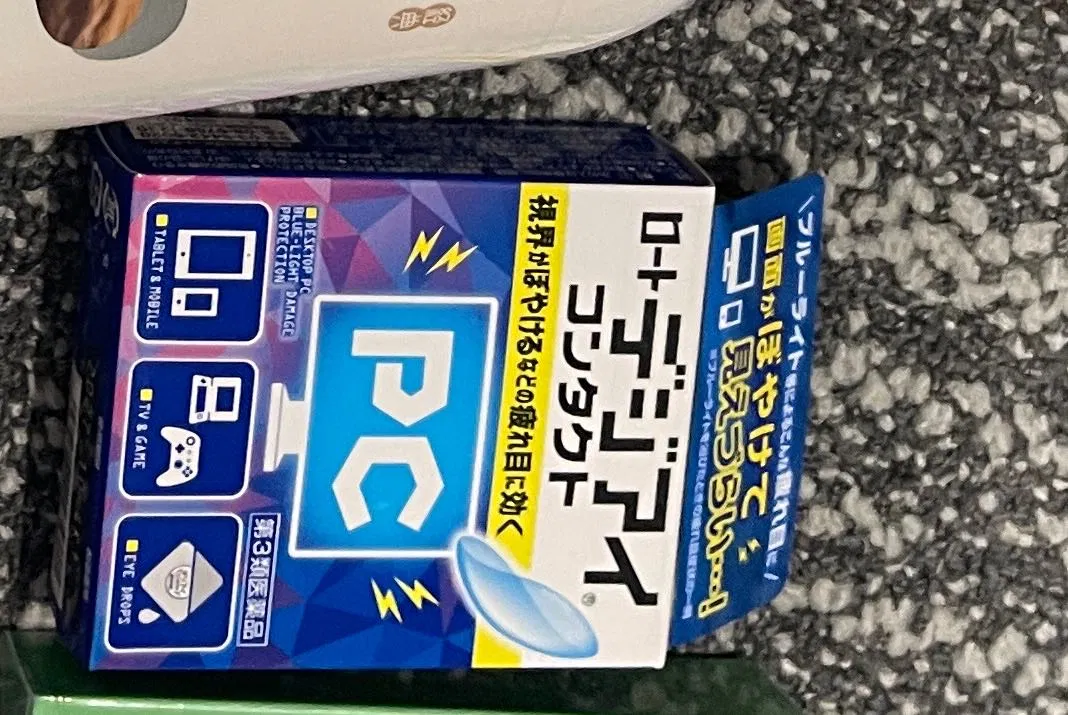 \ブルーライト等によるこんな疲れ目に/
画面がぼやけて
見えづらい…
ロート
デジアイ®
コンタクト
視界がぼやけるなどの疲れ目に効く
PC
■DESKTOP PC
BLUE-LIGHT DAMAGE
PROTECTION
第3類医薬品
■TABLET & MOBILE
■TV & GAME
■EYE DROPS